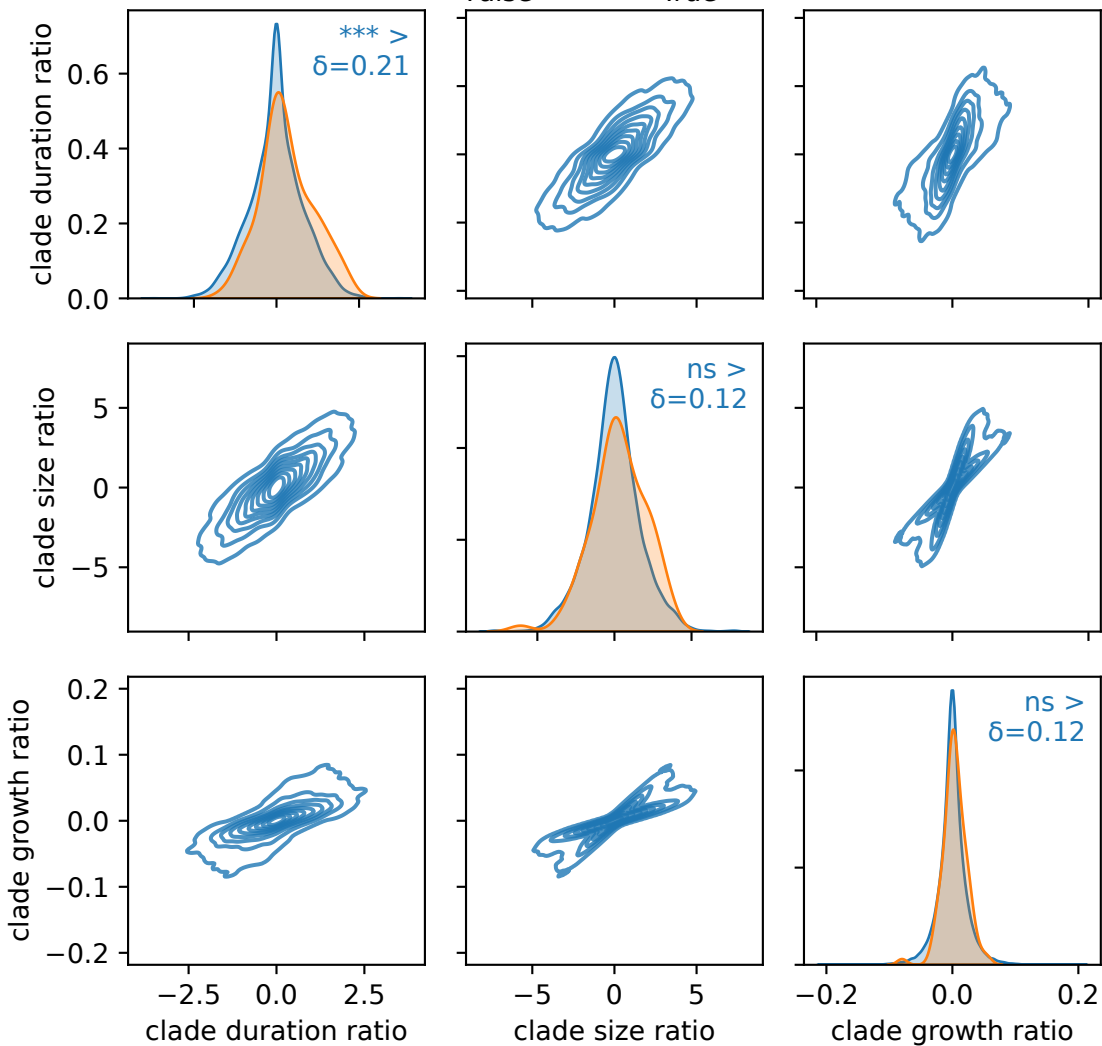 clade duration ratio
0.6
0.4
0.2
0.0
*** >
δ=0.21
clade size ratio
5
0
−5
ns >
δ=0.12
clade growth ratio
0.2
0.1
0.0
−0.1
−0.2
ns >
δ=0.12
−2.5
0.0
2.5
−5
0
5
−0.2
0.0
0.2
clade duration ratio
clade size ratio
clade growth ratio